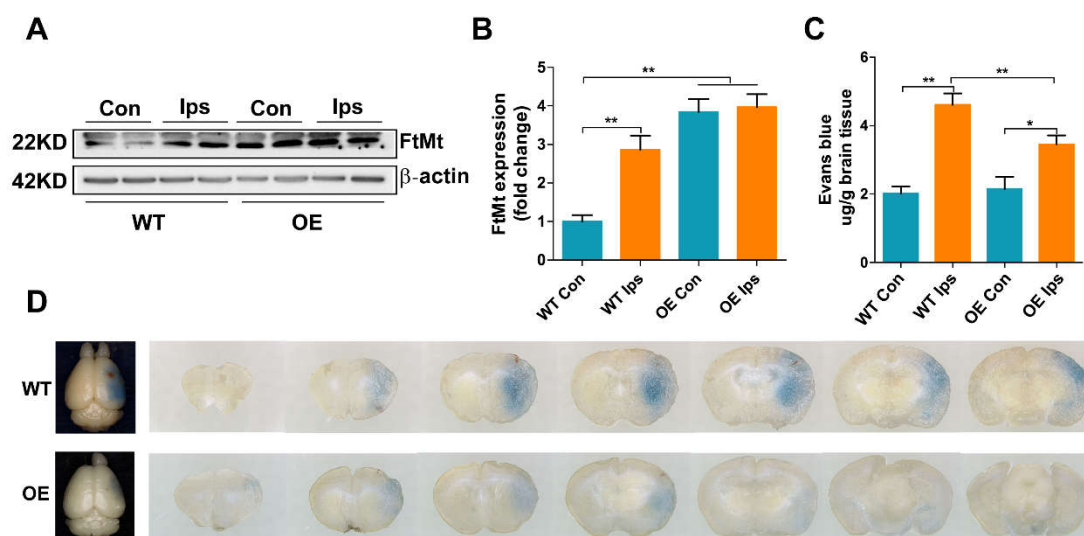 A
Con Ips Con Ips
22KD FtMt
42KD β-actin
WT OE
B
FtMt expression
(fold change)
5
4
3
2
1
0
**
**
WT Con
WT Ips
OE Con
OE Ips
C
Evans blue
ug/g brain tissue
6
4
2
0
** **
*
WT Con
WT Ips
OE Con
OE Ips
D
WT
OE